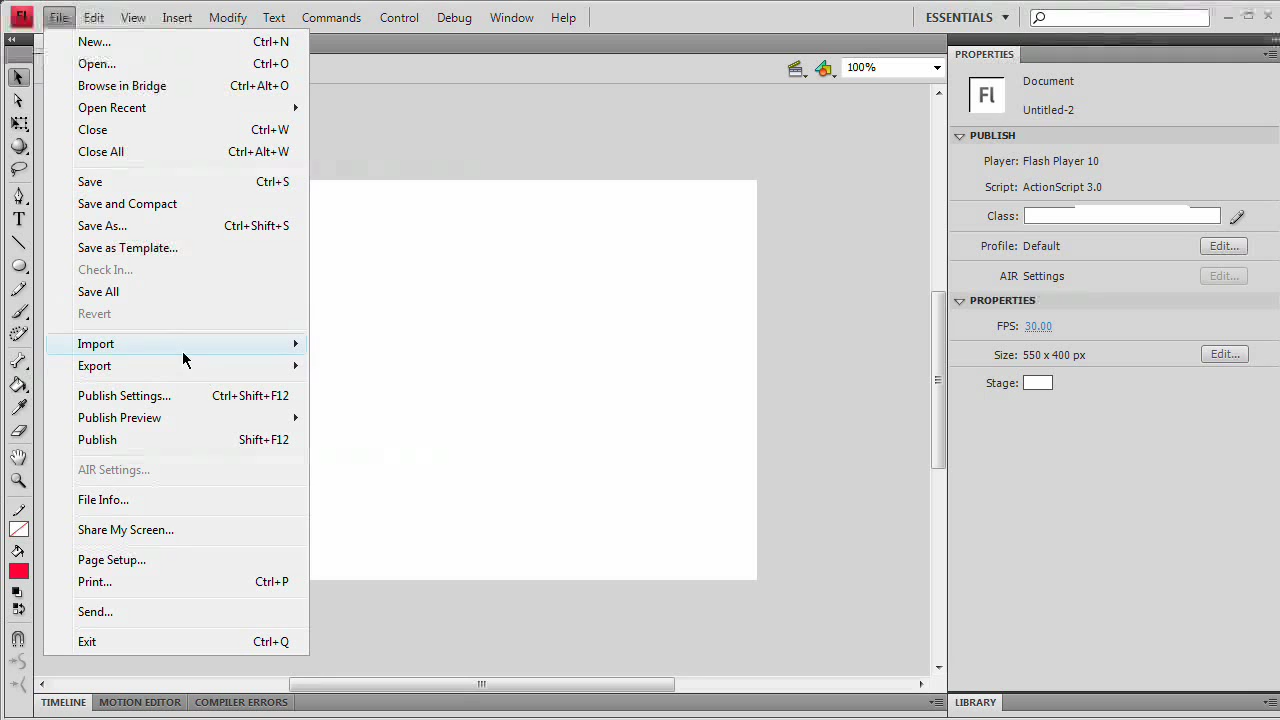 Fl File Edit View Insert Modify Text Commands Control Debug Window Help ESSENTIALS
New... Ctrl+N
Open... Ctrl+O
Browse in Bridge Ctrl+Alt+O
Open Recent
Close Ctrl+W
Close All Ctrl+Alt+W
Save Ctrl+S
Save and Compact
Save As... Ctrl+Shift+S
Save as Template...
Check In...
Save All
Revert
Import
Export
Publish Settings... Ctrl+Shift+F12
Publish Preview
Publish Shift+F12
AIR Settings...
File Info...
Share My Screen...
Page Setup...
Print... Ctrl+P
Send...
Exit Ctrl+Q
T
100%
PROPERTIES
Fl
Document
Untitled-2
PUBLISH
Player: Flash Player 10
Script: ActionScript 3.0
Class:
Profile: Default Edit...
AIR Settings Edit...
PROPERTIES
FPS: 30.00
Size: 550 x 400 px Edit...
Stage:
TIMELINE MOTION EDITOR COMPILER ERRORS
LIBRARY